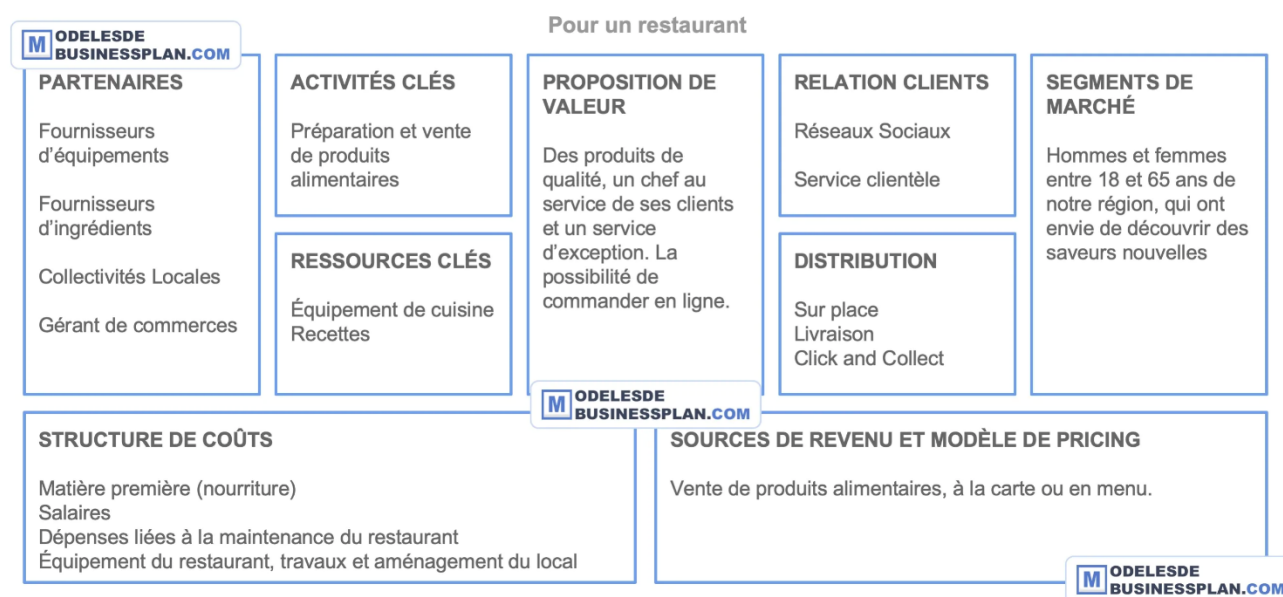 Pour un restaurant
MODELESDE
BUSINESSPLAN.COM
PARTENAIRES
Fournisseurs
d'équipements
Fournisseurs
d'ingrédients
Collectivités Locales
Gérant de commerces
ACTIVITÉS CLÉS
Préparation et vente
de produits
alimentaires
RESSOURCES CLÉS
Équipement de cuisine
Recettes
PROPOSITION DE
VALEUR
Des produits de
qualité, un chef au
service de ses clients
et un service
d'exception. La
possibilité de
commander en ligne.
RELATION CLIENTS
Réseaux Sociaux
Service clientèle
DISTRIBUTION
Sur place
Livraison
Click and Collect
SEGMENTS DE
MARCHÉ
Hommes et femmes
entre 18 et 65 ans de
notre région, qui ont
envie de découvrir des
saveurs nouvelles
MODELESDE
BUSINESSPLAN.COM
STRUCTURE DE COÛTS
Matière première (nourriture)
Salaires
Dépenses liées à la maintenance du restaurant
Équipement du restaurant, travaux et aménagement du local
SOURCES DE REVENU ET MODÈLE DE PRICING
Vente de produits alimentaires, à la carte ou en menu.
MODELESDE
BUSINESSPLAN.COM